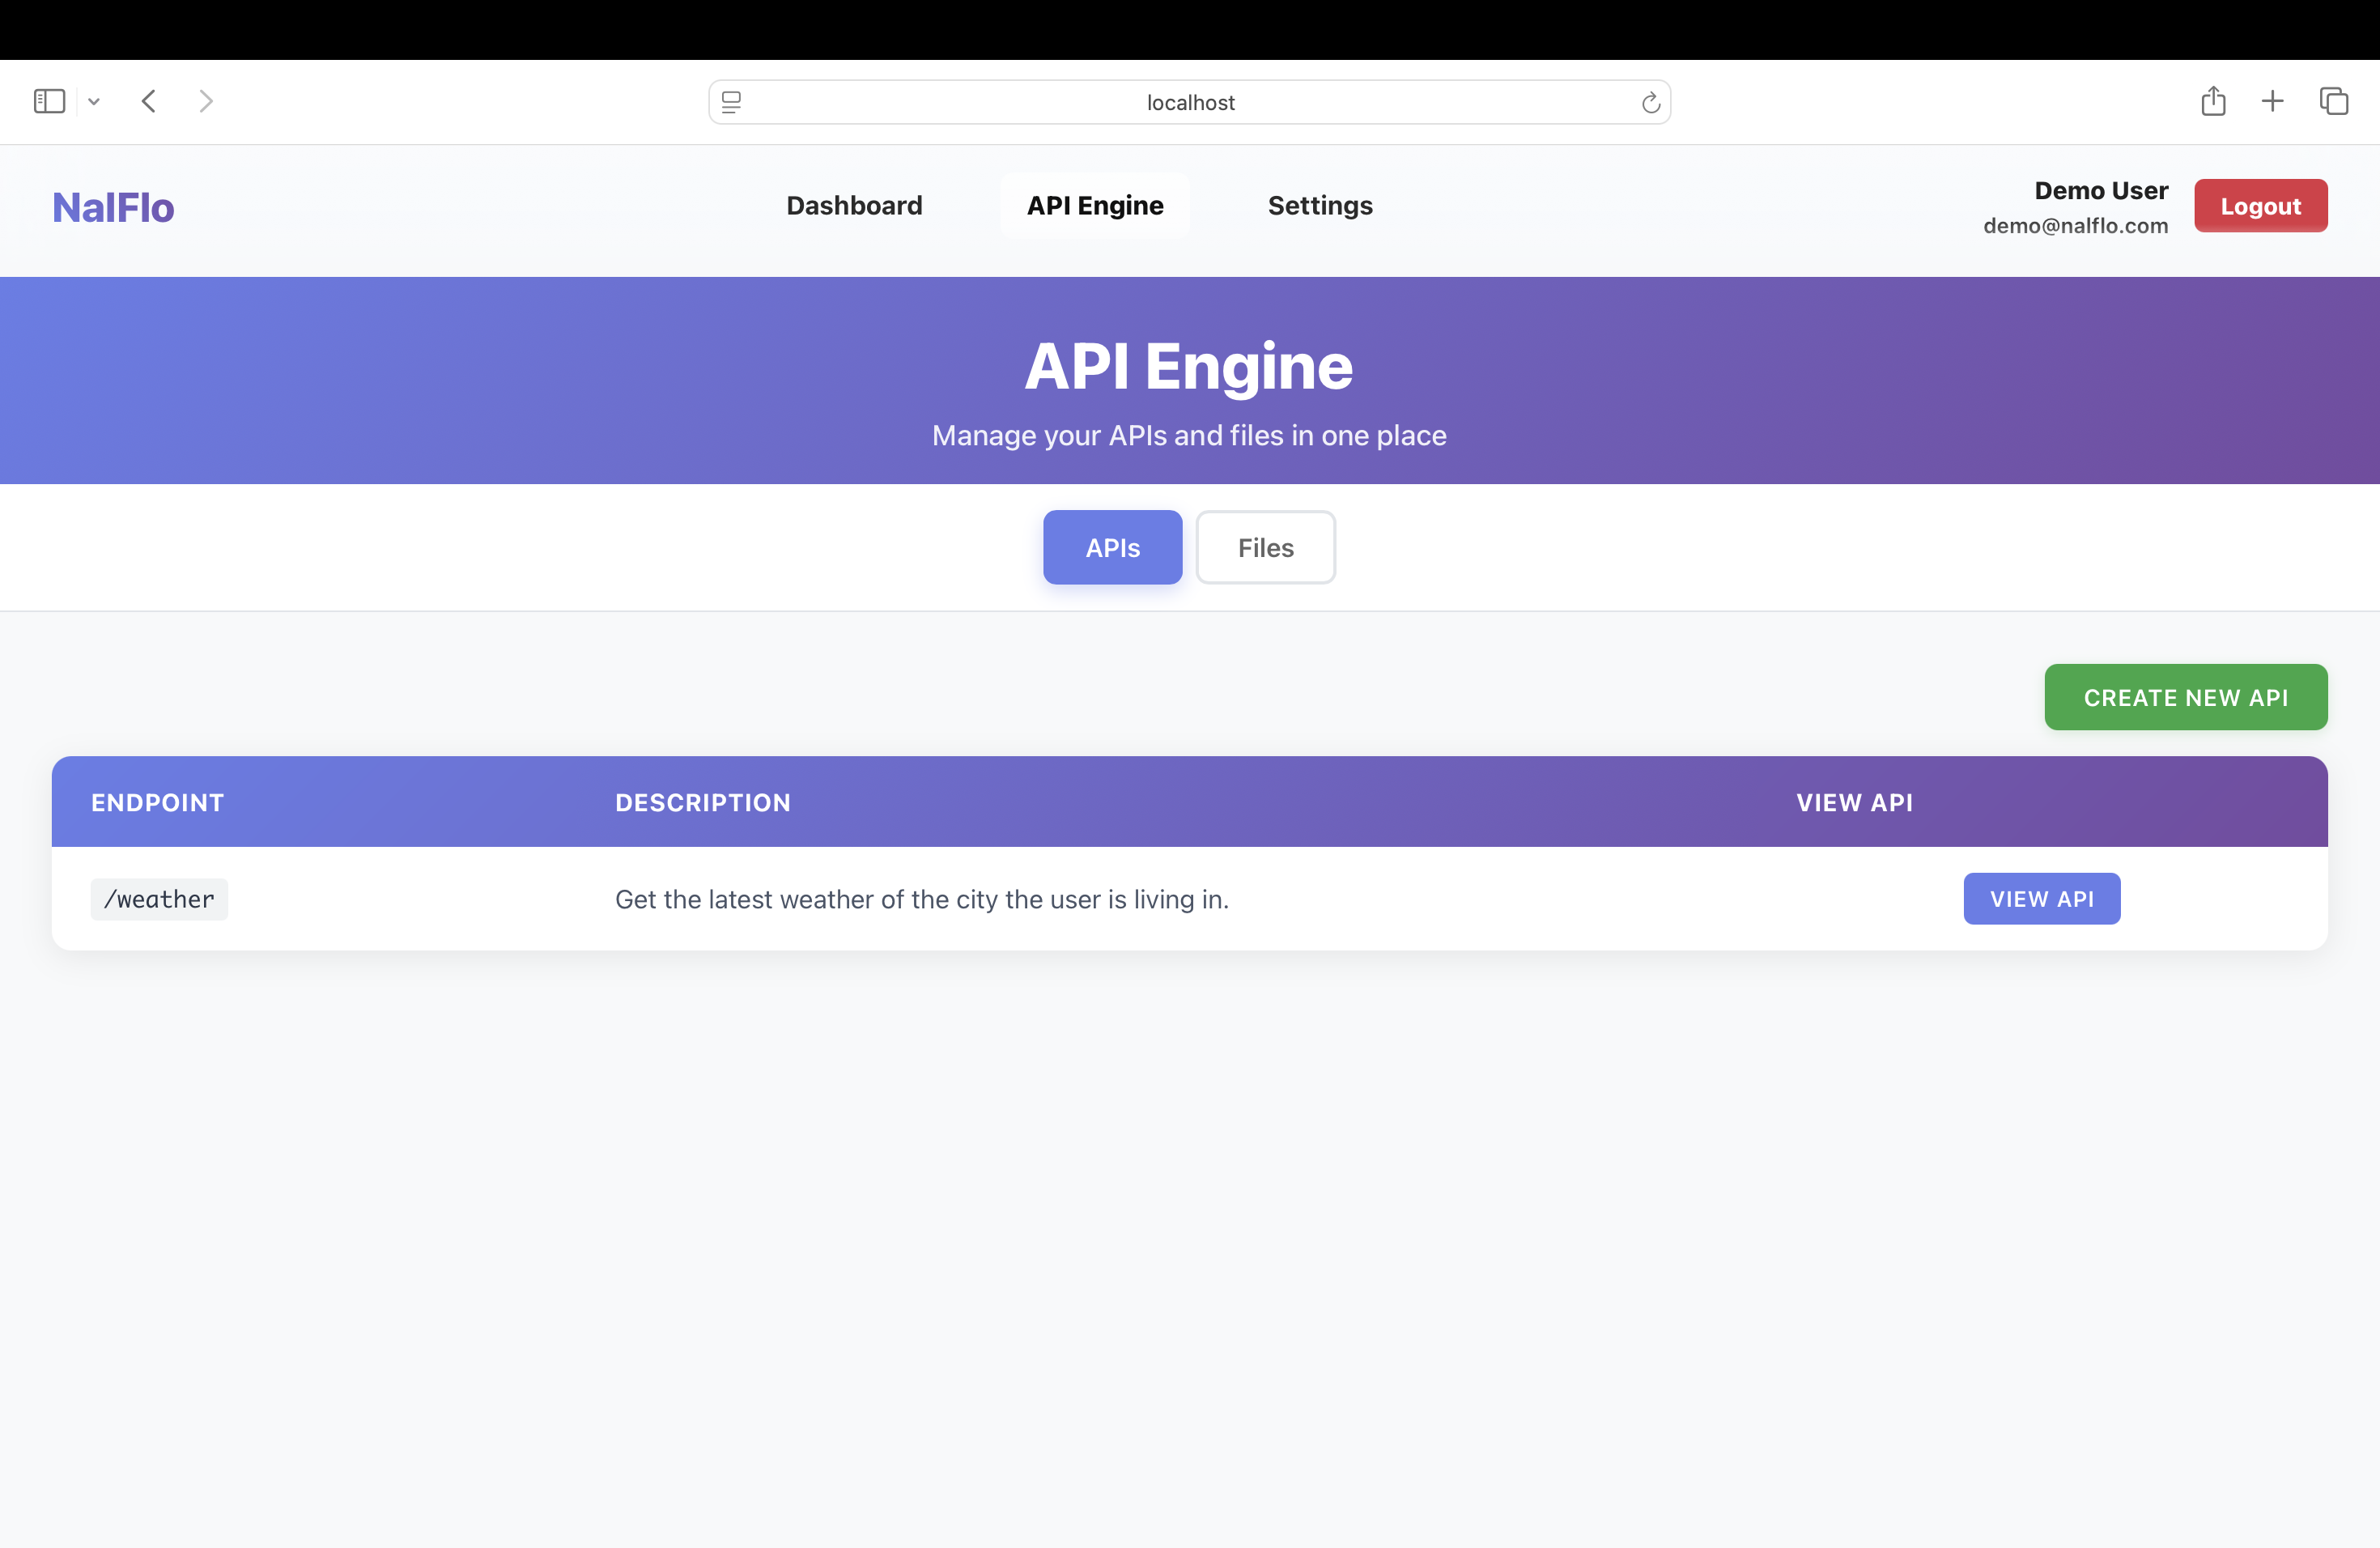 localhost
NalFlo
Dashboard
API Engine
Settings
Demo User
demo@nalflo.com
Logout
API Engine
Manage your APIs and files in one place
APIs
Files
CREATE NEW API
ENDPOINT
DESCRIPTION
VIEW API
/weather
Get the latest weather of the city the user is living in.
VIEW API